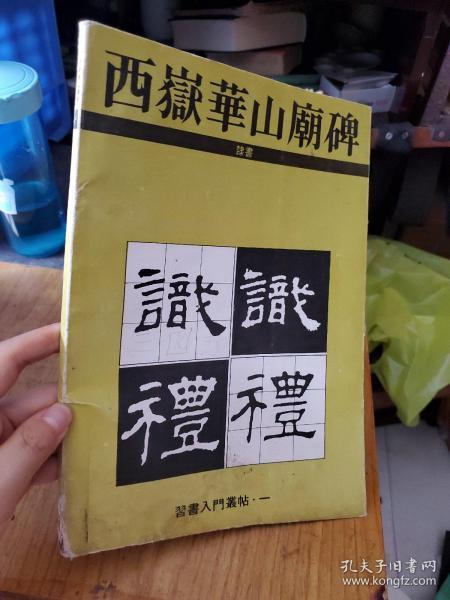 西嶽華山廟碑
隸書
識識
禮禮
習書入門叢帖·一
孔夫子旧书网
www.kongfz.com